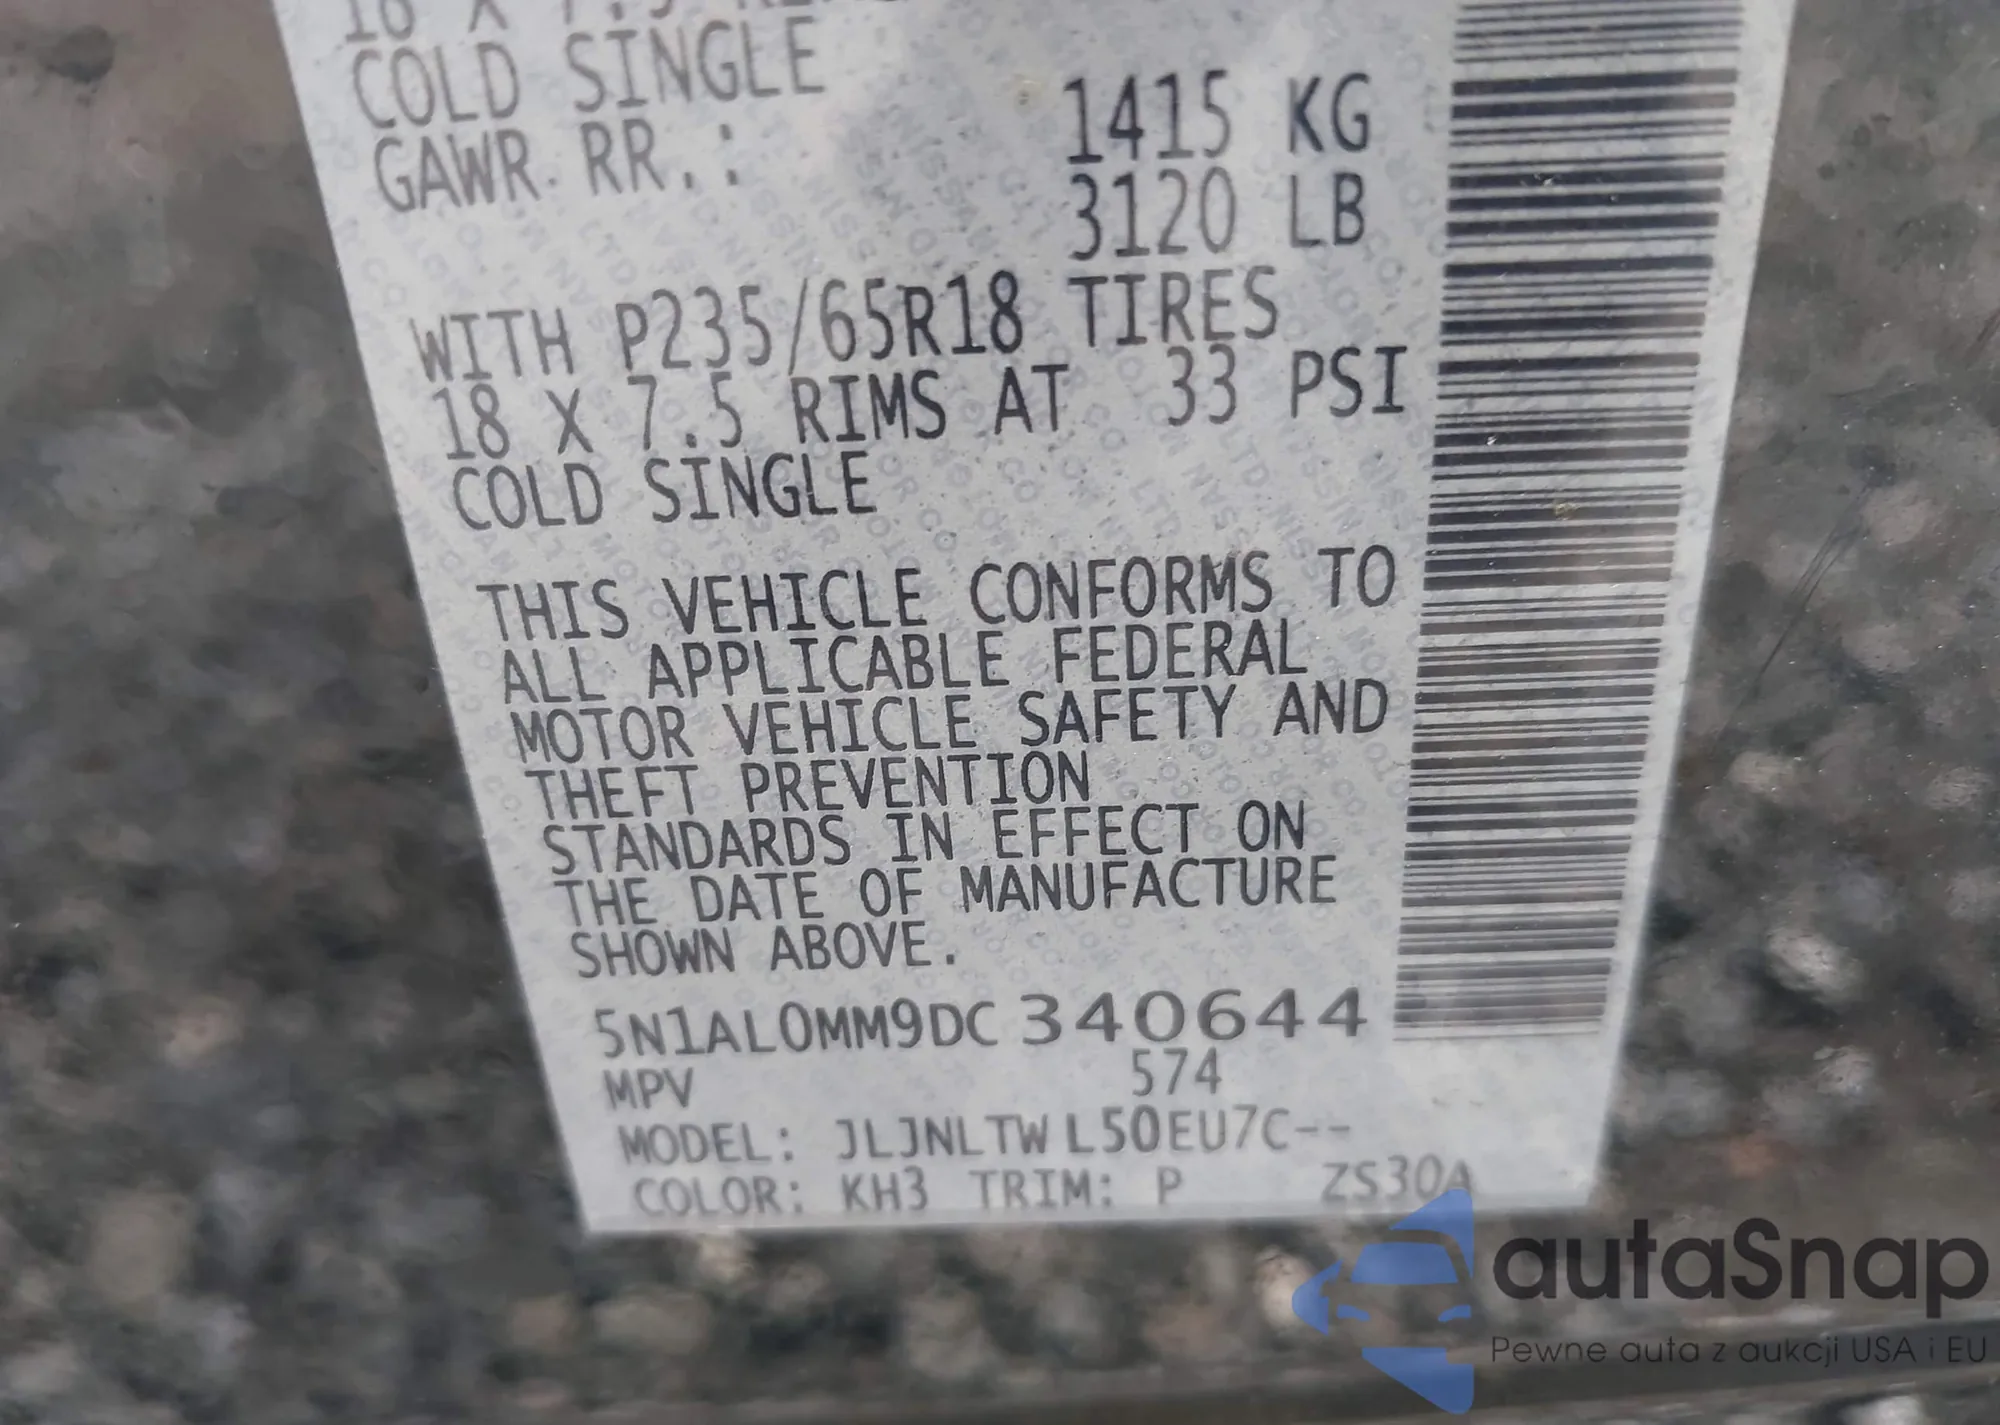 18 X 7.5
COLD SINGLE
GAWR RR.: 1415 KG
3120 LB
WITH P235/65R18 TIRES
18 X 7.5 RIMS AT 33 PSI
COLD SINGLE
THIS VEHICLE CONFORMS TO
ALL APPLICABLE FEDERAL
MOTOR VEHICLE SAFETY AND
THEFT PREVENTION
STANDARDS IN EFFECT ON
THE DATE OF MANUFACTURE
SHOWN ABOVE.
5N1AL0MM9DC 340644
MPV 574
MODEL: JLJNLTW L50EU7C--
COLOR: KH3 TRIM: P ZS30A
autaSnap
Pewne auta z aukcji USA i EU